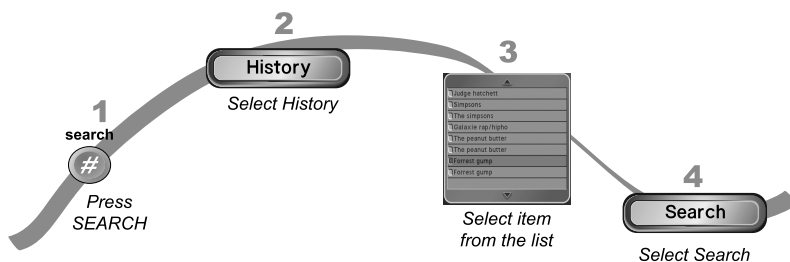 1
search
#
Press
SEARCH
2
History
Select History
3
Judge hatchett
Simpsons
The simpsons
Galaxie rap/hipho
The peanut butter
The peanut butter
Forrest gump
Forrest gump
Select item
from the list
4
Search
Select Search